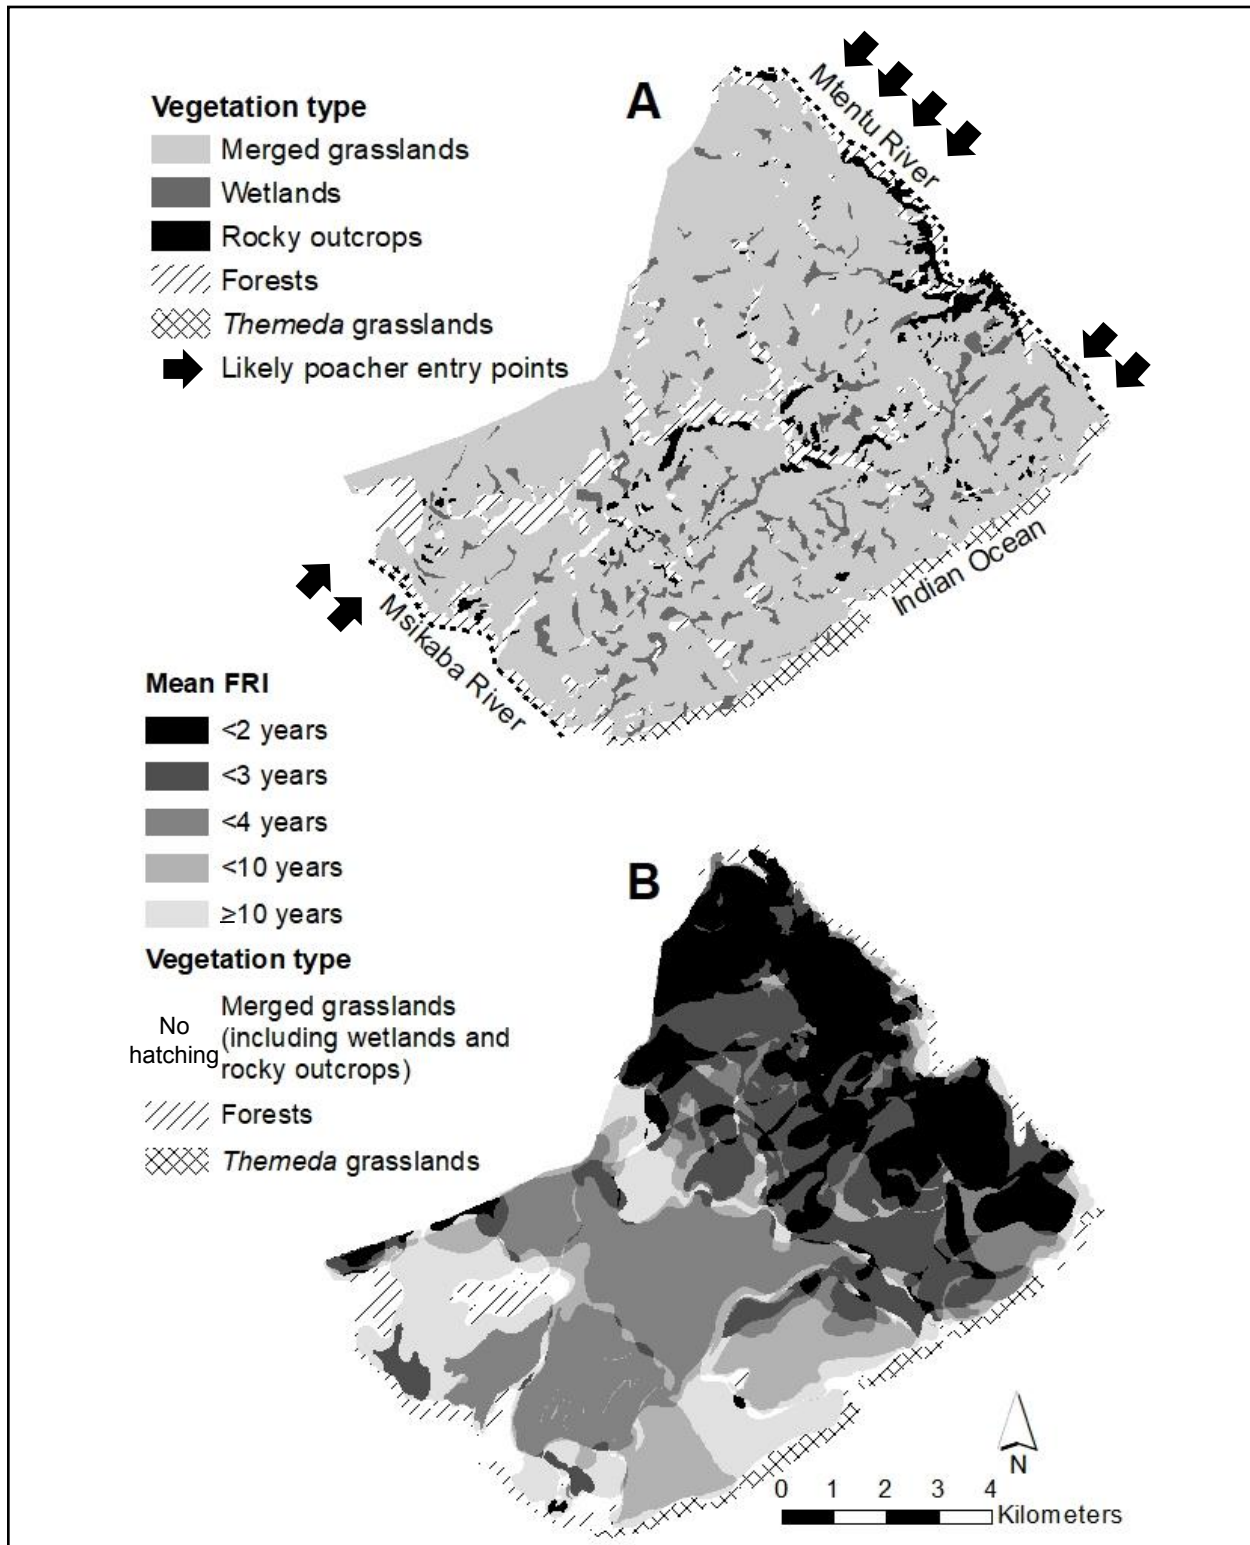 A
Vegetation type
Merged grasslands
Wetlands
Rocky outcrops
Forests
Themeda grasslands
Likely poacher entry points
Mtentu River
Indian Ocean
Msikaba River
Mean FRI
<2 years
<3 years
<4 years
<10 years
≥10 years
B
Vegetation type
No hatching
Merged grasslands
(including wetlands and
rocky outcrops)
Forests
Themeda grasslands
N
0 1 2 3 4
Kilometers